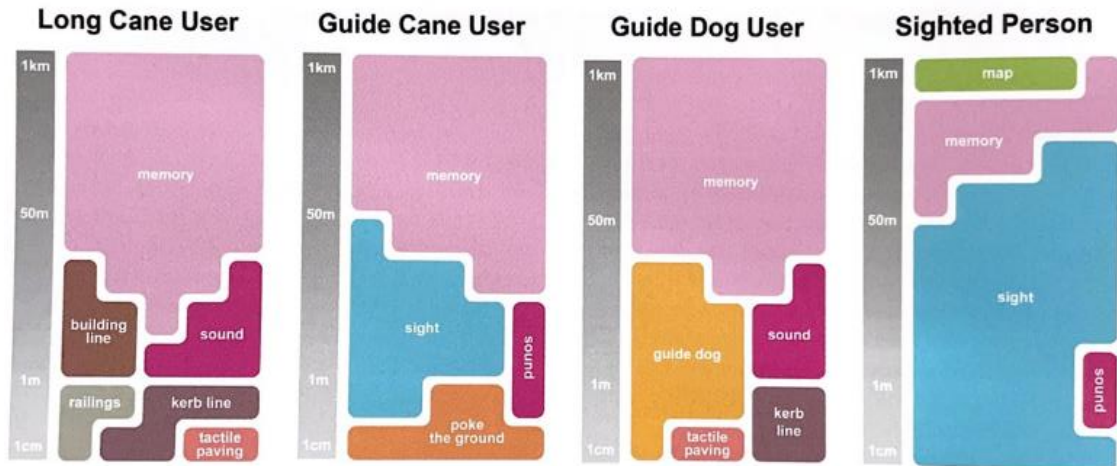 Long Cane User
Guide Cane User
Guide Dog User
Sighted Person
1km
50m
1m
1cm
memory
building
line
sound
railings
kerb line
tactile
paving
1km
50m
1m
1cm
memory
sight
sound
poke
the ground
1km
50m
1m
1cm
memory
guide dog
sound
kerb
line
tactile
paving
1km
50m
1m
1cm
map
memory
sight
sound